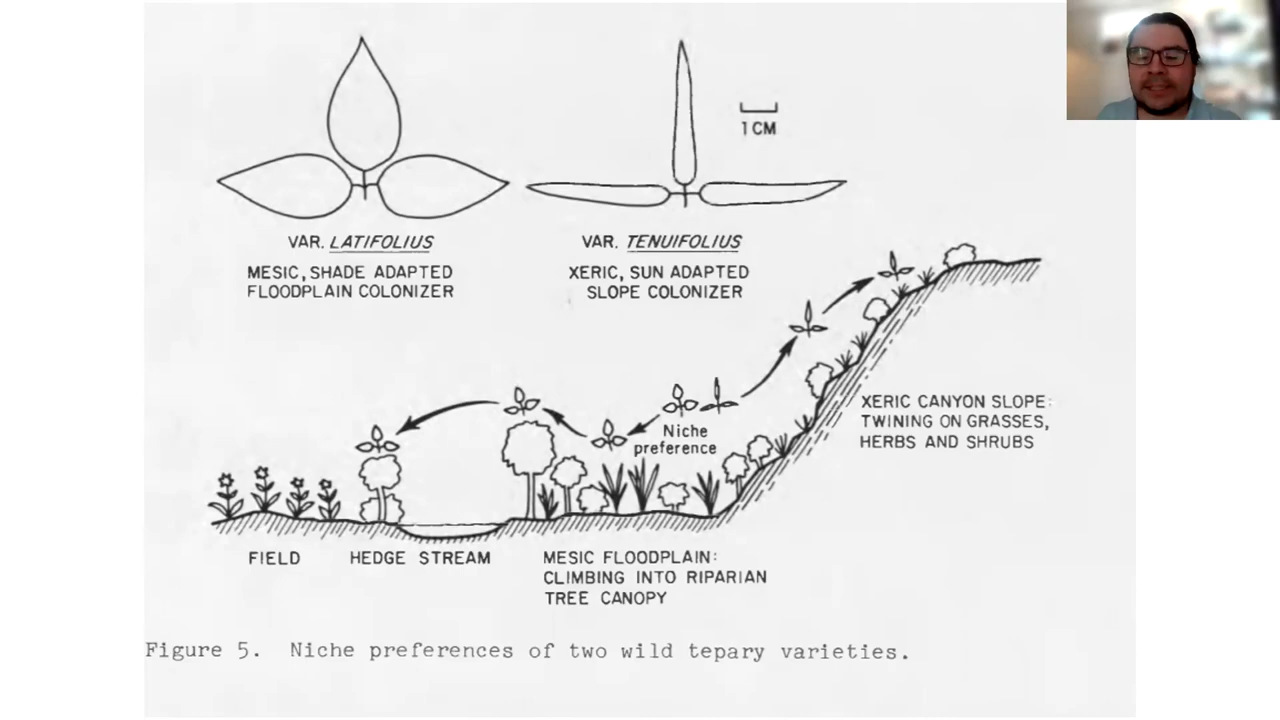 1 CM
VAR. LATIFOLIUS
MESIC, SHADE ADAPTED
FLOODPLAIN COLONIZER
VAR. TENUIFOLIUS
XERIC, SUN ADAPTED
SLOPE COLONIZER
XERIC CANYON SLOPE:
TWINING ON GRASSES,
HERBS AND SHRUBS
Niche
preference
FIELD
HEDGE STREAM
MESIC FLOODPLAIN:
CLIMBING INTO RIPARIAN
TREE CANOPY
Figure 5. Niche preferences of two wild tepary varieties.